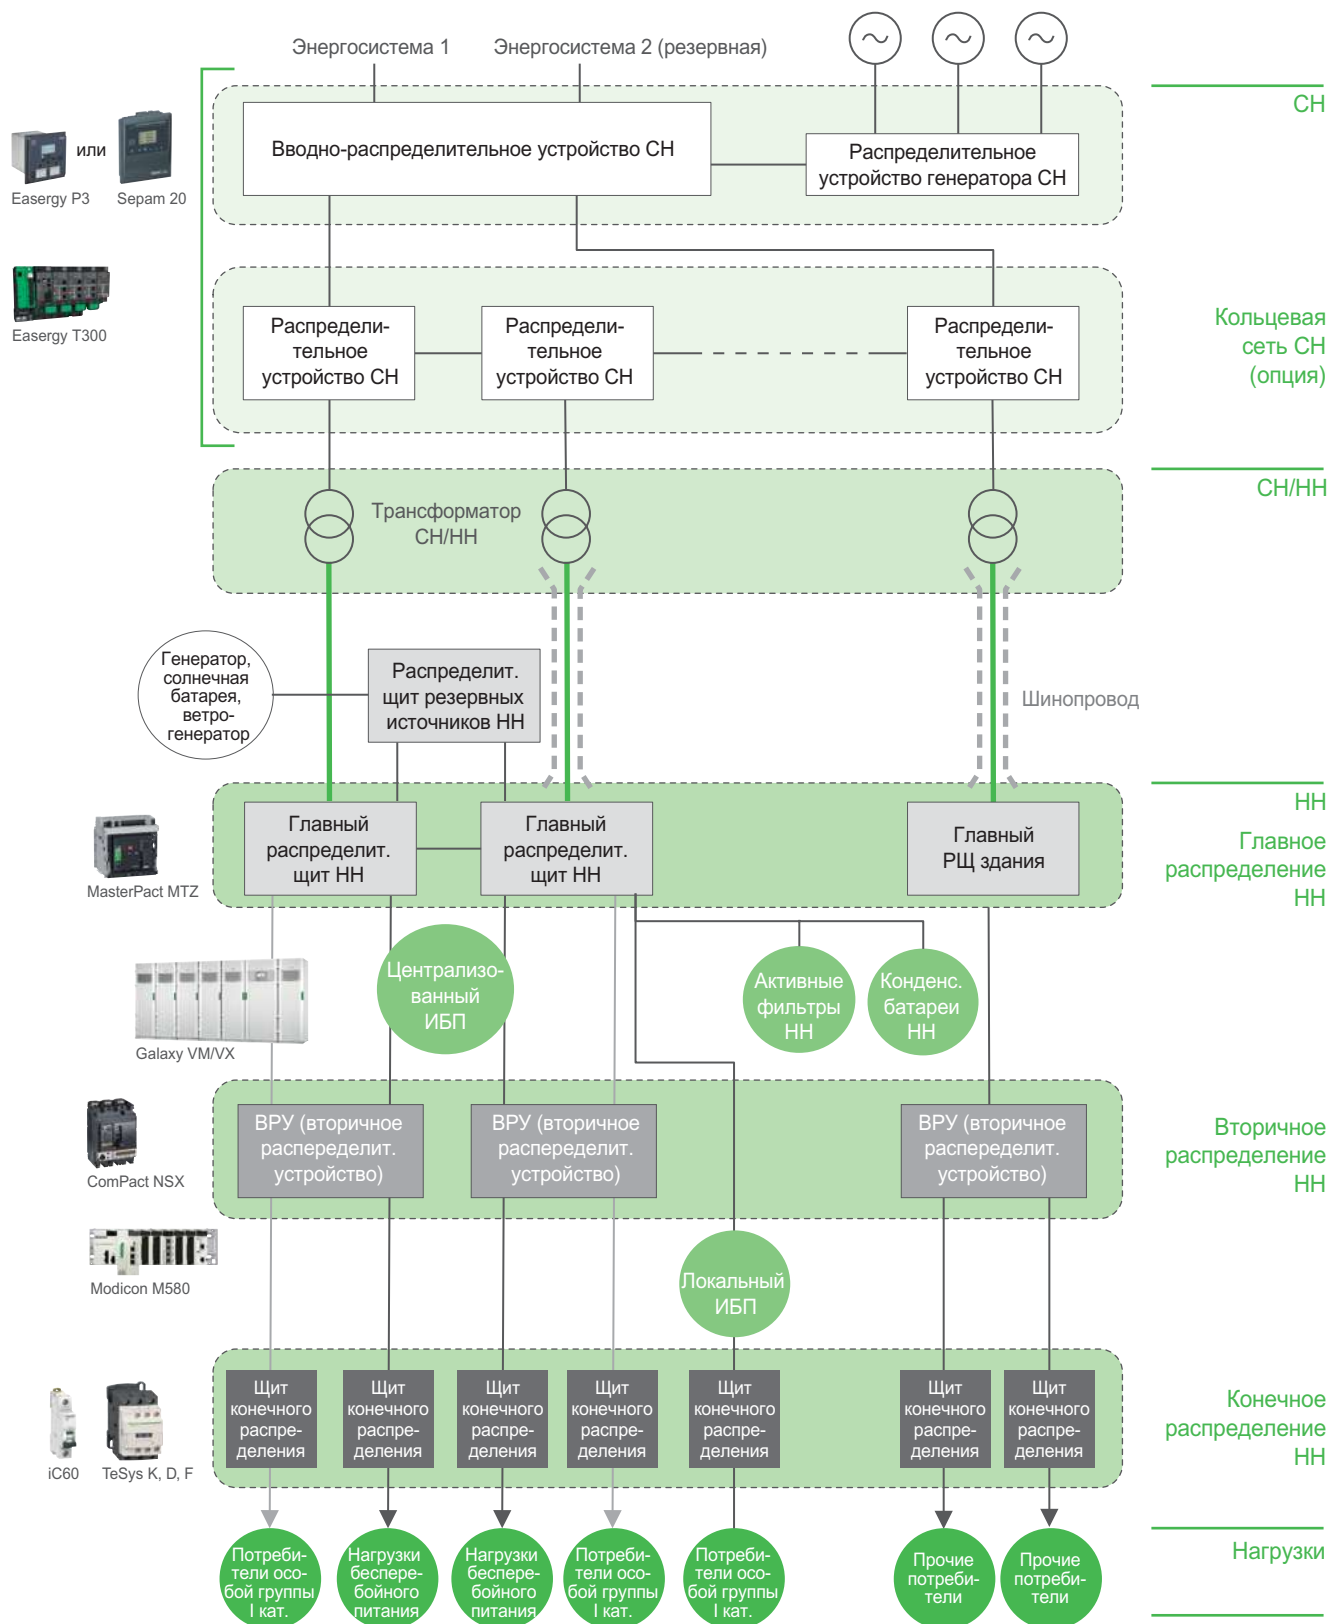 Энергосистема 1
Энергосистема 2 (резервная)
СН
Вводно-распределительное устройство СН
Распределительное
устройство генератора СН
или
Easergy P3
Sepam 20
Easergy T300
Распредели-
тельное
устройство СН
Распредели-
тельное
устройство СН
Распредели-
тельное
устройство СН
Кольцевая
сеть СН
(опция)
СН/НН
Трансформатор
СН/НН
Генератор,
солнечная
батарея,
ветро-
генератор
Распределит.
щит резервных
источников НН
Шинопровод
НН
Главное
распределение
НН
Главный
распределит.
щит НН
Главный
распределит.
щит НН
Главный
РЩ здания
MasterPact MTZ
Централизо-
ванный
ИБП
Активные
фильтры
НН
Конденс.
батареи
НН
Galaxy VM/VX
ВРУ (вторичное
распеределит.
устройство)
ВРУ (вторичное
распеределит.
устройство)
ВРУ (вторичное
распеределит.
устройство)
Вторичное
распределение
НН
ComPact NSX
Modicon M580
Локальный
ИБП
Щит
конечного
распре-
деления
Щит
конечного
распре-
деления
Щит
конечного
распре-
деления
Щит
конечного
распре-
деления
Щит
конечного
распре-
деления
Щит
конечного
распре-
деления
Щит
конечного
распре-
деления
Конечное
распределение
НН
iC60
TeSys K, D, F
Потреби-
тели осо-
бой группы
I кат.
Нагрузки
бесперe-
бойного
питания
Нагрузки
бесперe-
бойного
питания
Потреби-
тели осо-
бой группы
I кат.
Потреби-
тели осо-
бой группы
I кат.
Прочие
потреби-
тели
Прочие
потреби-
тели
Нагрузки